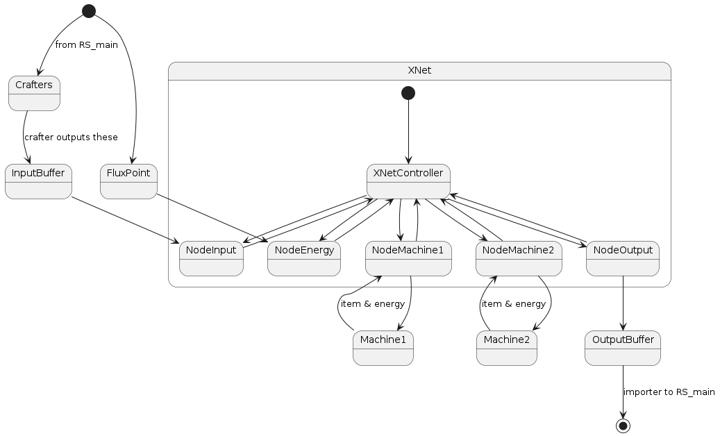 from RS_main
XNet
Crafters
crafter outputs these
InputBuffer
FluxPoint
XNetController
NodeInput
NodeEnergy
NodeMachine1
NodeMachine2
NodeOutput
item & energy
item & energy
Machine1
Machine2
OutputBuffer
importer to RS_main